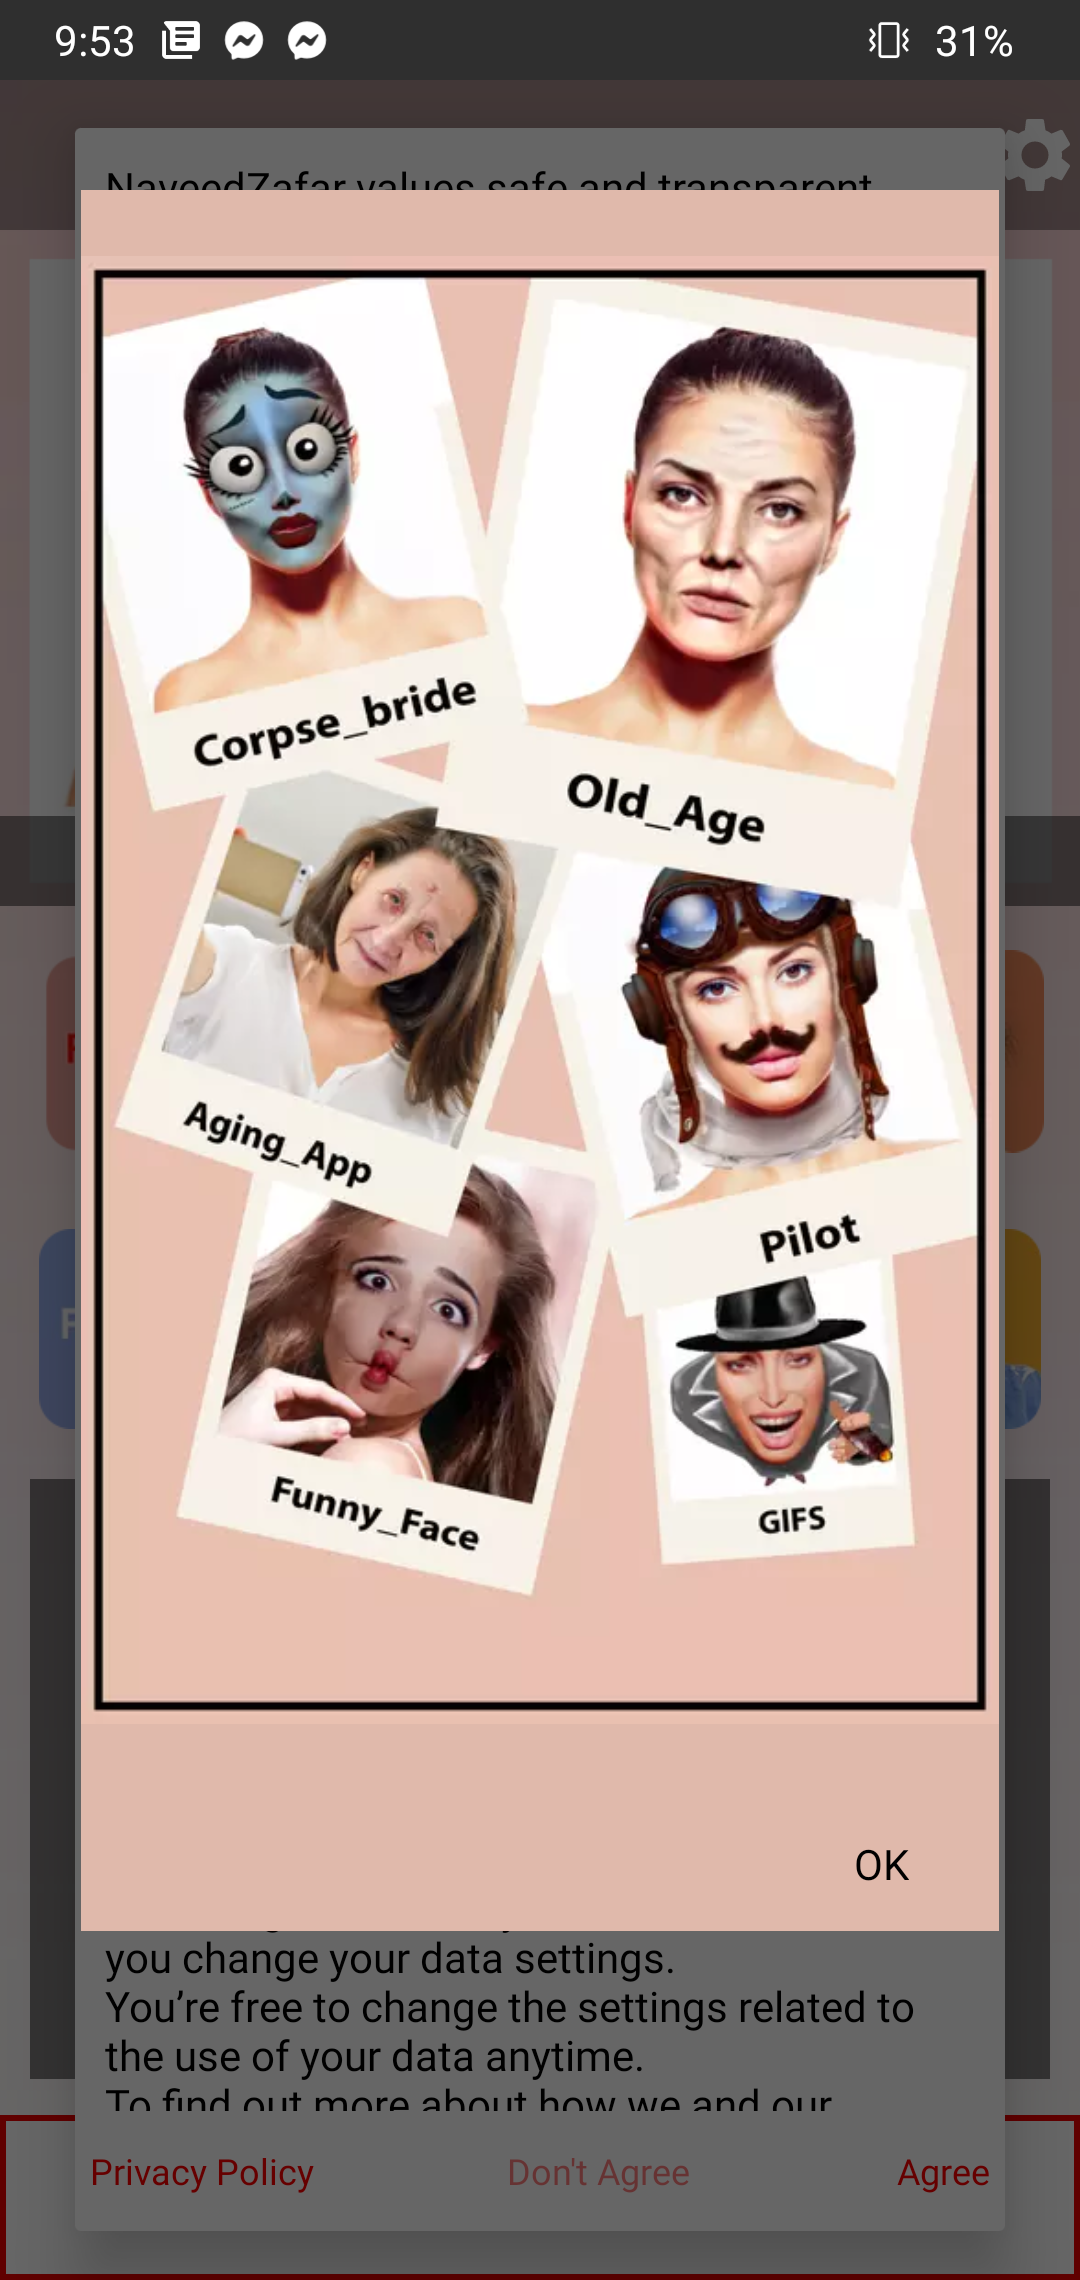 9:53
31%
NaveedZafar values safe and transparent
Corpse_bride
Old_Age
Aging_App
Pilot
Funny_Face
GIFS
OK
you change your data settings.
You’re free to change the settings related to
the use of your data anytime.
To find out more about how we and our
Privacy Policy
Don't Agree
Agree